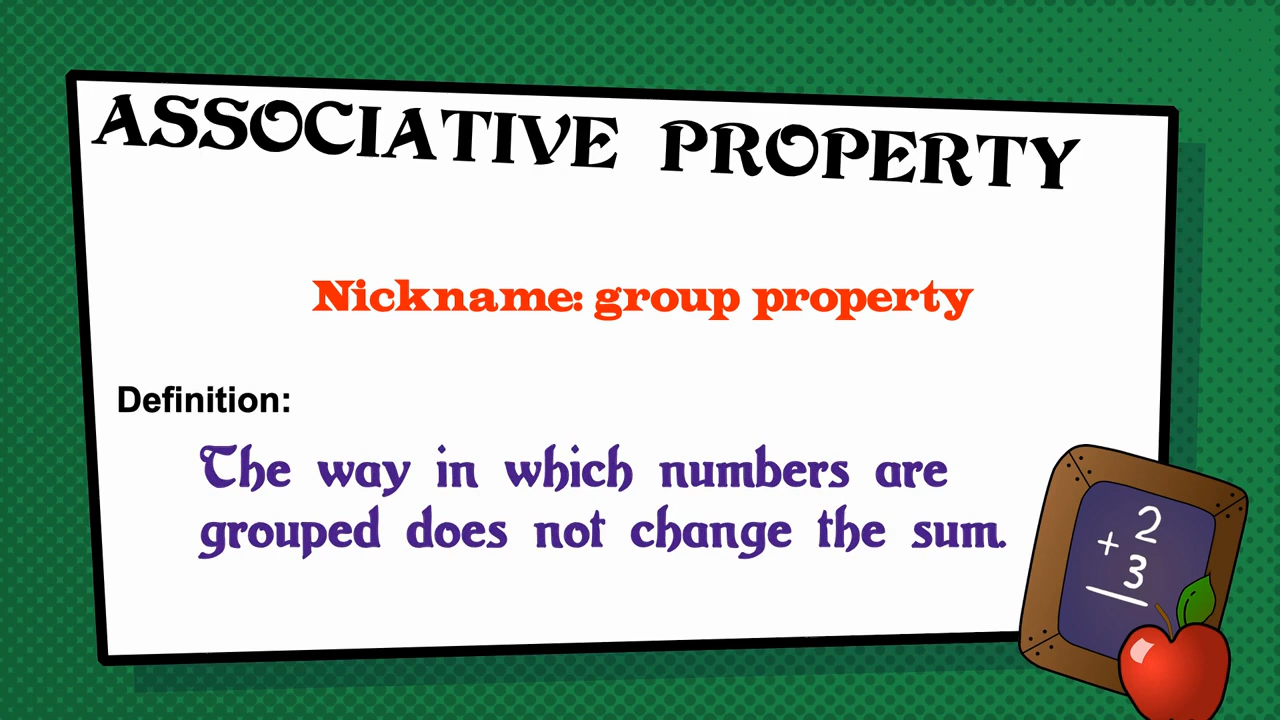 ASSOCIATIVE PROPERTY
Nickname: group property
Definition:
The way in which numbers are
grouped does not change the sum.
2
+ 3